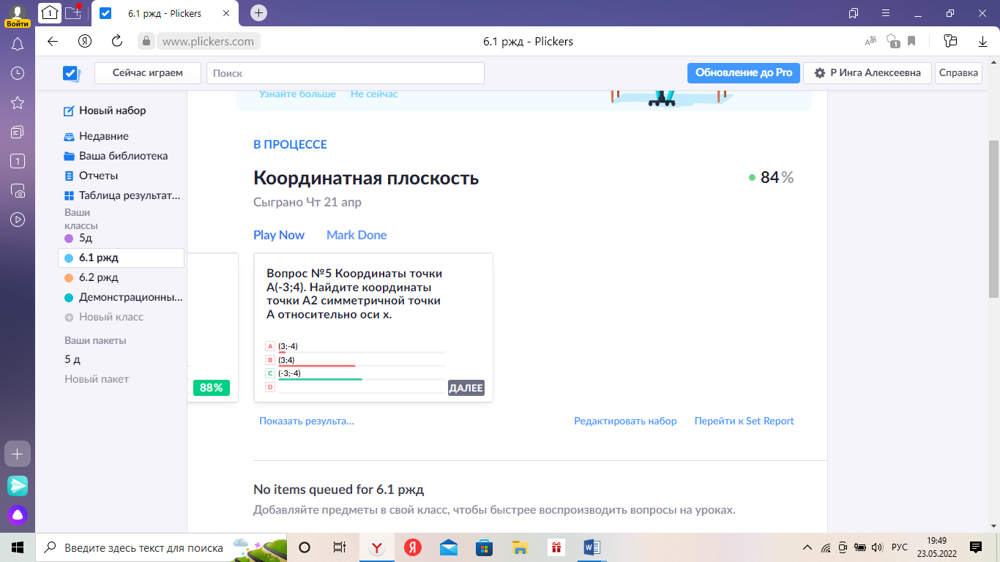 Войти
1
6.1 ржд - Plickers
www.plickers.com
6.1 ржд - Plickers
1
1
Сейчас играем
Поиск
Обновление до Pro
Р Инга Алексеевна
Справка
Новый набор
Недавние
Ваша библиотека
Отчеты
Таблица результат...
Ваши
классы
5д
6.1 ржд
6.2 ржд
Демонстрационны...
Новый класс
Ваши пакеты
5 д
Новый пакет
Узнайте больше Не сейчас
В ПРОЦЕССЕ
Координатная плоскость
84%
Сыграно Чт 21 апр
Play Now Mark Done
88%
Вопрос №5 Координаты точки
А(-3;4). Найдите координаты
точки А2 симметричной точки
А относительно оси х.
A (3;-4)
B (3;4)
C (-3;-4)
D
ДАЛЕЕ
Показать результа...
Редактировать набор Перейти к Set Report
No items queued for 6.1 ржд
Добавляйте предметы в свой класс, чтобы быстрее воспроизводить вопросы на уроках.
Введите здесь текст для поиска
РУС
19:49
23.05.2022